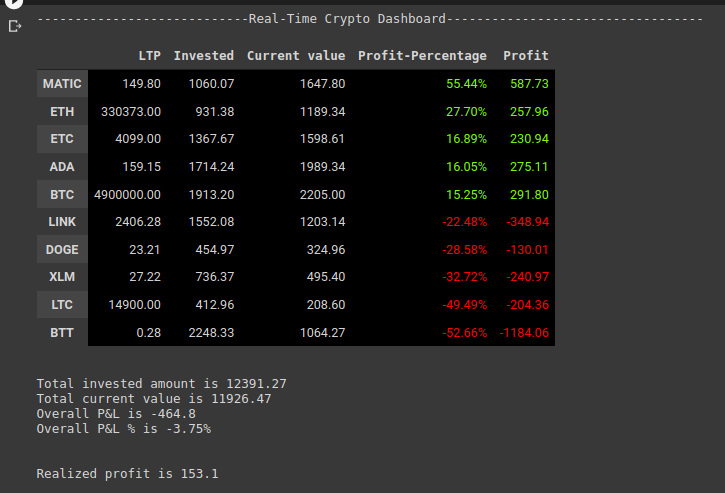 ----------------------------Real-Time Crypto Dashboard----------------------------------
LTP Invested Current value Profit-Percentage Profit
MATIC 149.80 1060.07 1647.80 55.44% 587.73
ETH 330373.00 931.38 1189.34 27.70% 257.96
ETC 4099.00 1367.67 1598.61 16.89% 230.94
ADA 159.15 1714.24 1989.34 16.05% 275.11
BTC 4900000.00 1913.20 2205.00 15.25% 291.80
LINK 2406.28 1552.08 1203.14 -22.48% -348.94
DOGE 23.21 454.97 324.96 -28.58% -130.01
XLM 27.22 736.37 495.40 -32.72% -240.97
LTC 14900.00 412.96 208.60 -49.49% -204.36
BTT 0.28 2248.33 1064.27 -52.66% -1184.06
Total invested amount is 12391.27
Total current value is 11926.47
Overall P&L is -464.8
Overall P&L % is -3.75%
Realized profit is 153.1